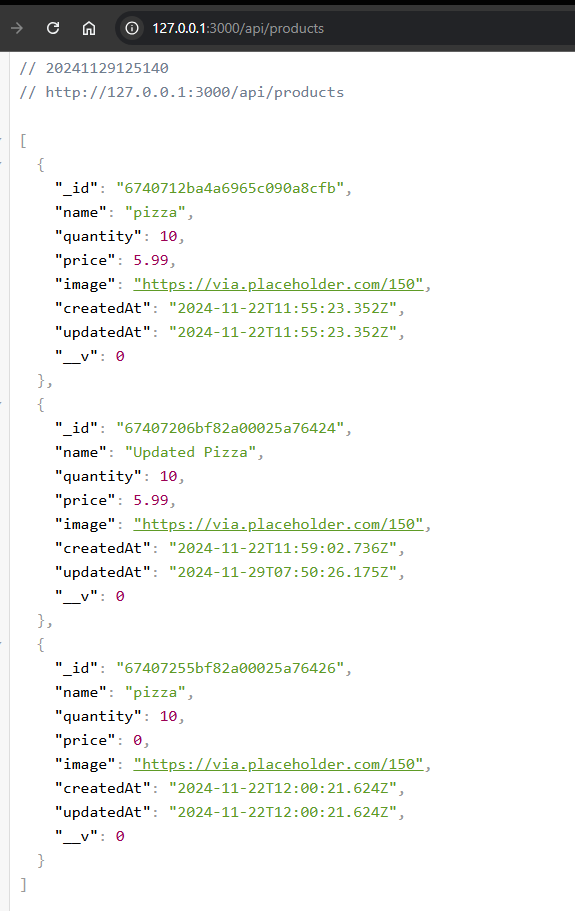 127.0.0.1:3000/api/products
// 20241129125140
// http://127.0.0.1:3000/api/products
[
{
"_id": "6740712ba4a6965c090a8cfb",
"name": "pizza",
"quantity": 10,
"price": 5.99,
"image": "https://via.placeholder.com/150",
"createdAt": "2024-11-22T11:55:23.352Z",
"updatedAt": "2024-11-22T11:55:23.352Z",
"__v": 0
},
{
"_id": "67407206bf82a00025a76424",
"name": "Updated Pizza",
"quantity": 10,
"price": 5.99,
"image": "https://via.placeholder.com/150",
"createdAt": "2024-11-22T11:59:02.736Z",
"updatedAt": "2024-11-29T07:50:26.175Z",
"__v": 0
},
{
"_id": "67407255bf82a00025a76426",
"name": "pizza",
"quantity": 10,
"price": 0,
"image": "https://via.placeholder.com/150",
"createdAt": "2024-11-22T12:00:21.624Z",
"updatedAt": "2024-11-22T12:00:21.624Z",
"__v": 0
}
]